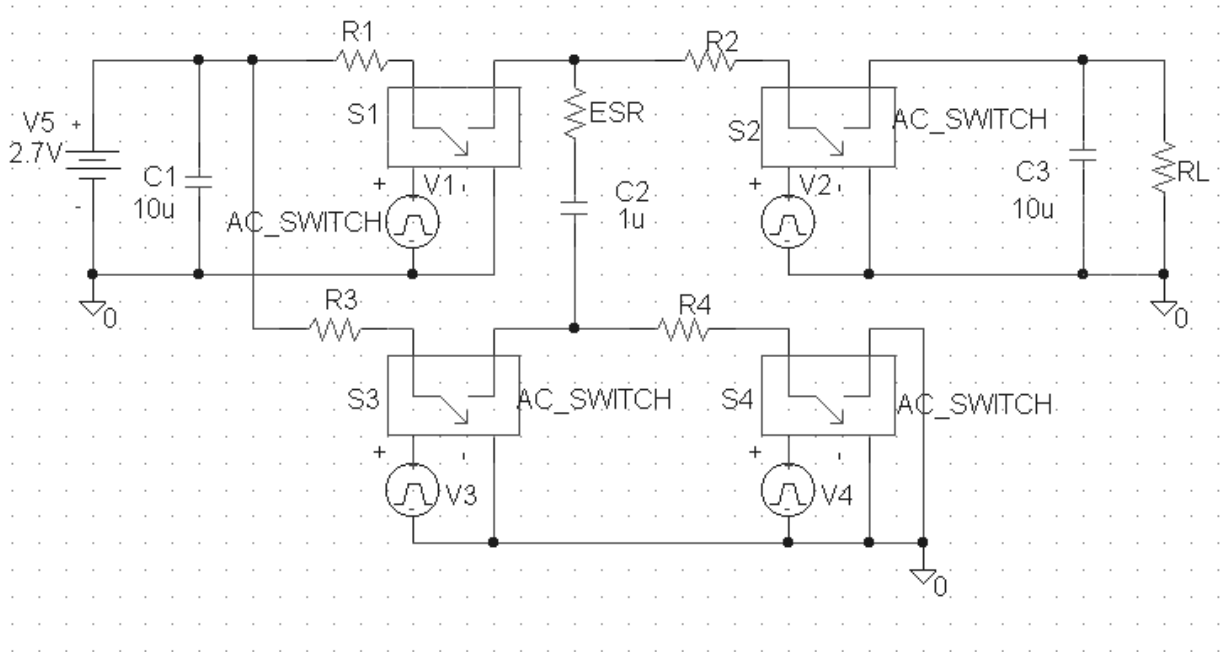 R1
R2
S1
ESR
S2
AC_SWITCH
V5
+
2.7V
-
C1
10u
+
V1
-
AC_SWITCH
C2
1u
+
V2
-
C3
10u
RL
0
0
R3
R4
S3
AC_SWITCH
S4
AC_SWITCH
+
-
V3
+
-
V4
0